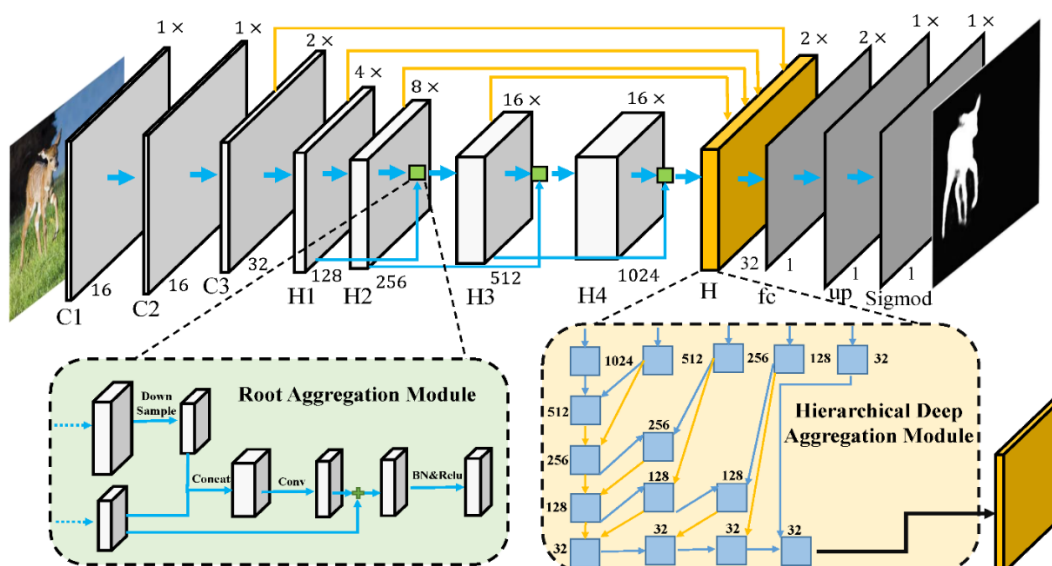 1 ×
1 ×
2 ×
4 ×
8 ×
16 ×
16 ×
2 ×
2 ×
1 ×
1 ×
16
16
32
128
256
512
1024
32
1
1
1
C1
C2
C3
H1
H2
H3
H4
H
fc
up
Sigmod
Root Aggregation Module
Down
Sample
Concat
Conv
BN&Relu
Hierarchical Deep
Aggregation Module
1024
512
256
128
32
512
256
256
128
128
128
32
32
32
32